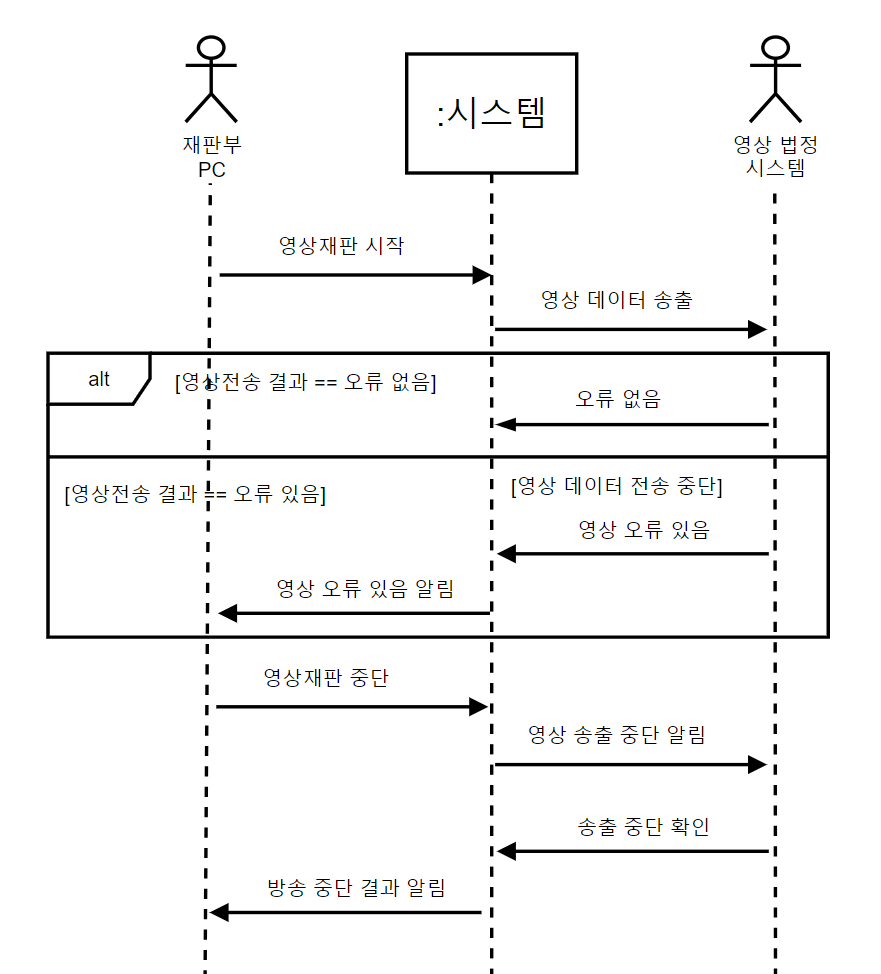 재판부
PC
:시스템
영상 법정
시스템
영상재판 시작
영상 데이터 송출
alt
[영상전송 결과 == 오류 없음]
오류 없음
[영상전송 결과 == 오류 있음]
[영상 데이터 전송 중단]
영상 오류 있음
영상 오류 있음 알림
영상재판 중단
영상 송출 중단 알림
송출 중단 확인
방송 중단 결과 알림